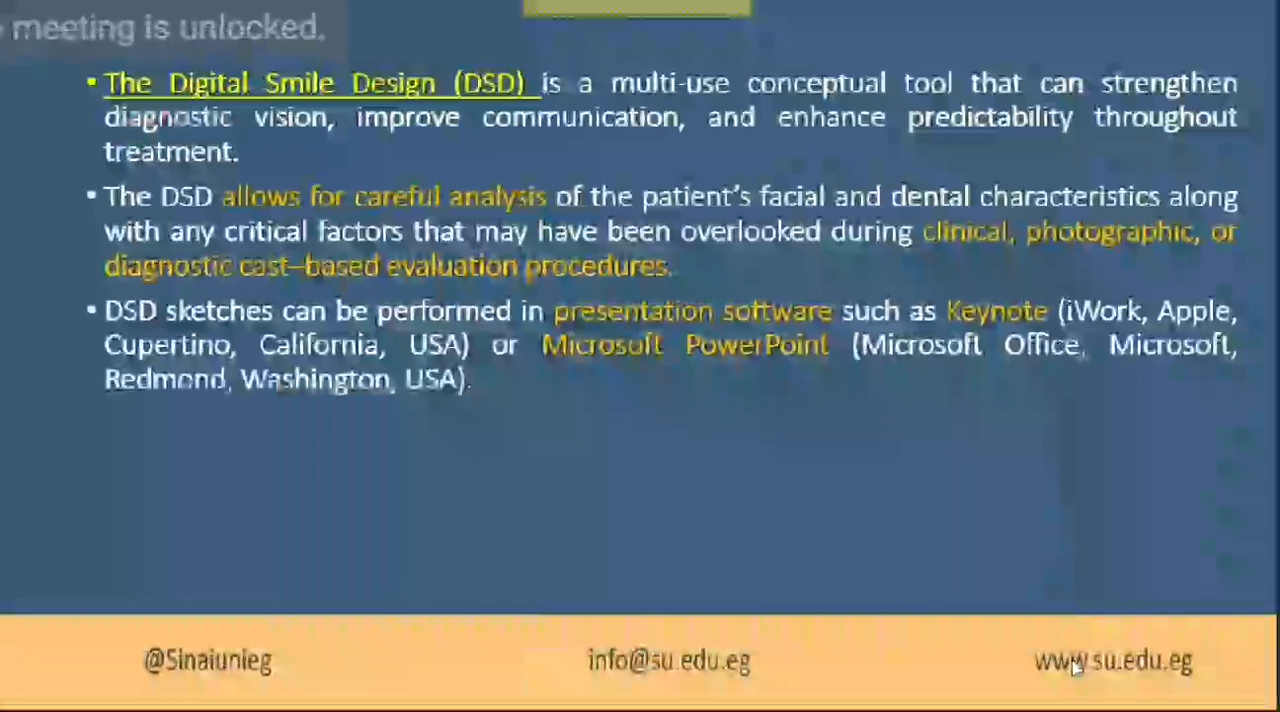 meeting is unlocked.
• The Digital Smile Design (DSD) is a multi-use conceptual tool that can strengthen
diagnostic vision, improve communication, and enhance predictability throughout
treatment.
• The DSD allows for careful analysis of the patient's facial and dental characteristics along
with any critical factors that may have been overlooked during clinical, photographic, or
diagnostic cast–based evaluation procedures.
• DSD sketches can be performed in presentation software such as Keynote (iWork, Apple,
Cupertino, California, USA) or Microsoft PowerPoint (Microsoft Office, Microsoft,
Redmond, Washington, USA).
@Sinaiunieg info@su.edu.eg www.su.edu.eg